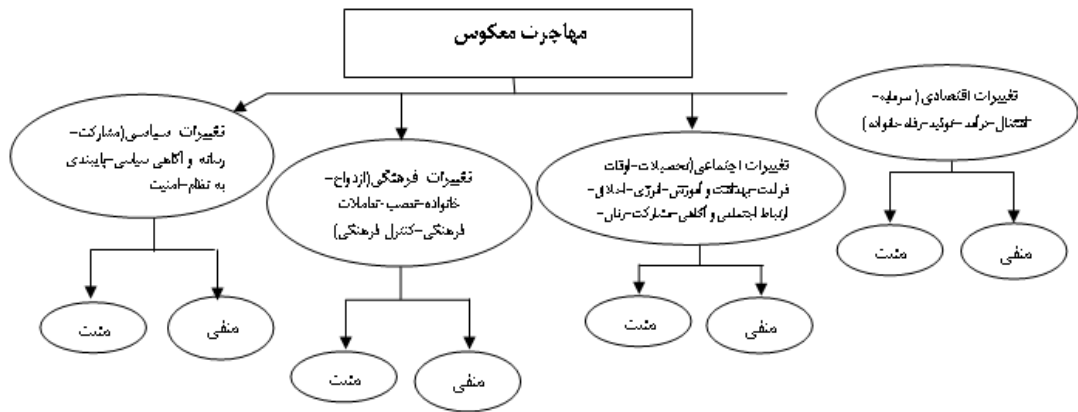 مهاجرت معکوس
تغییرات اقتصادی (سرمایه-
اشتغال-درآمد-تولید-رفاه خانواده)
تغییرات اجتماعی(تحصیلات-اوقات
فراغت-بهداشت و آموزش-انرژی-اخلاق-
ارتباط اجتماعی و آگاهی-مشارکت-زنان-
تغییرات فرهنگی(ازدواج-
خانواده-تعصب-تعاملات
فرهنگی-کنترل فرهنگی)
تغییرات سیاسی(مشارکت-
رسانه و آگاهی سیاسی-پایبندی
به نظام-امنیت
منفی
مثبت
منفی
مثبت
منفی
مثبت
منفی
مثبت